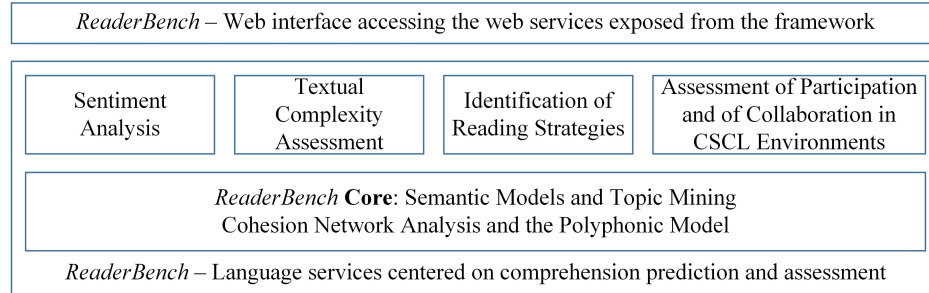 ReaderBench – Web interface accessing the web services exposed from the framework
Sentiment
Analysis
Textual
Complexity
Assessment
Identification of
Reading Strategies
Assessment of Participation
and of Collaboration in
CSCL Environments
ReaderBench Core: Semantic Models and Topic Mining
Cohesion Network Analysis and the Polyphonic Model
ReaderBench – Language services centered on comprehension prediction and assessment